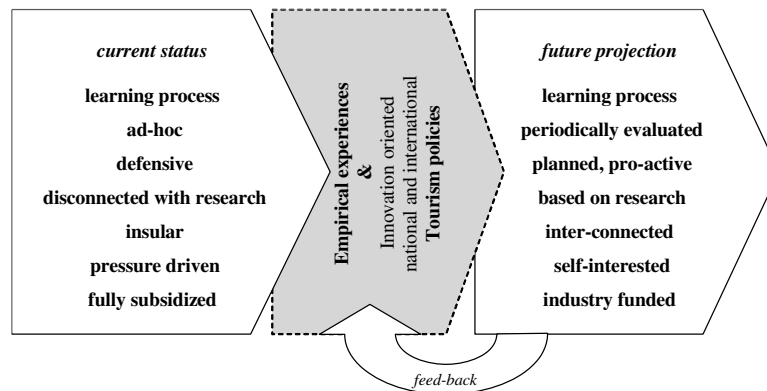 current status
learning process
ad-hoc
defensive
disconnected with research
insular
pressure driven
fully subsidized
Empirical experiences
&
Innovation oriented
national and international
Tourism policies
future projection
learning process
periodically evaluated
planned, pro-active
based on research
inter-connected
self-interested
industry funded
feed-back